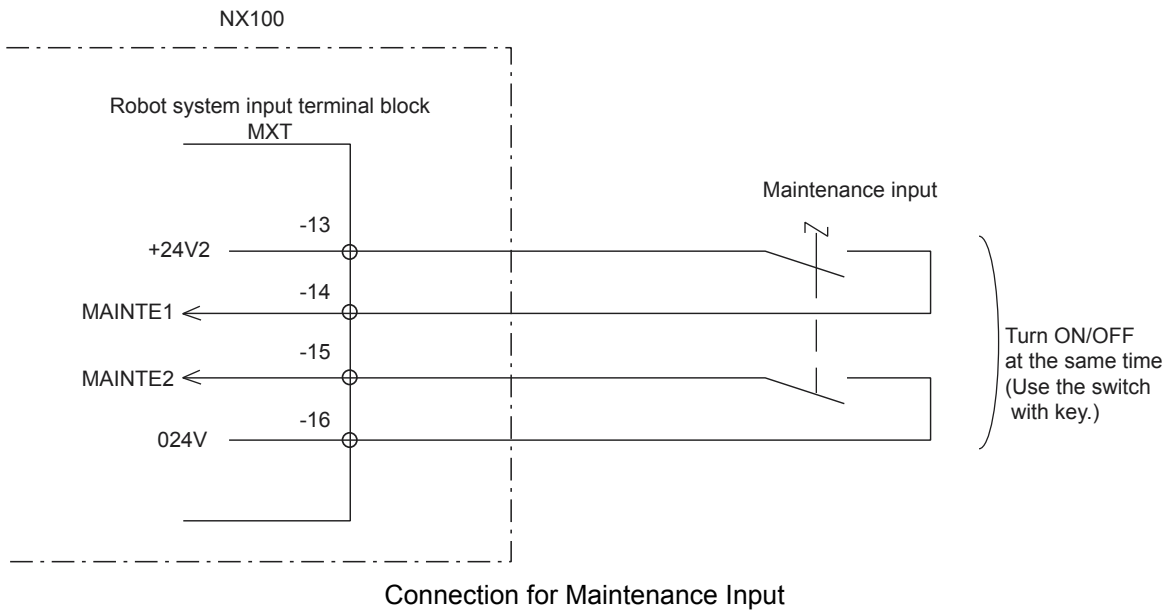 NX100
Robot system input terminal block
MXT
Maintenance input
-13
+24V2
-14
MAINTE1
-15
MAINTE2
-16
024V
Turn ON/OFF
at the same time
(Use the switch
with key.)
Connection for Maintenance Input